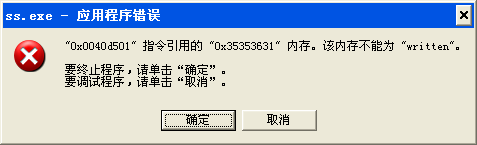 ss.exe - 应用程序错误
"0x0040d501" 指令引用的 "0x35353631" 内存。该内存不能为 "written"。
要终止程序，请单击“确定”。
要调试程序，请单击“取消”。
确定
取消